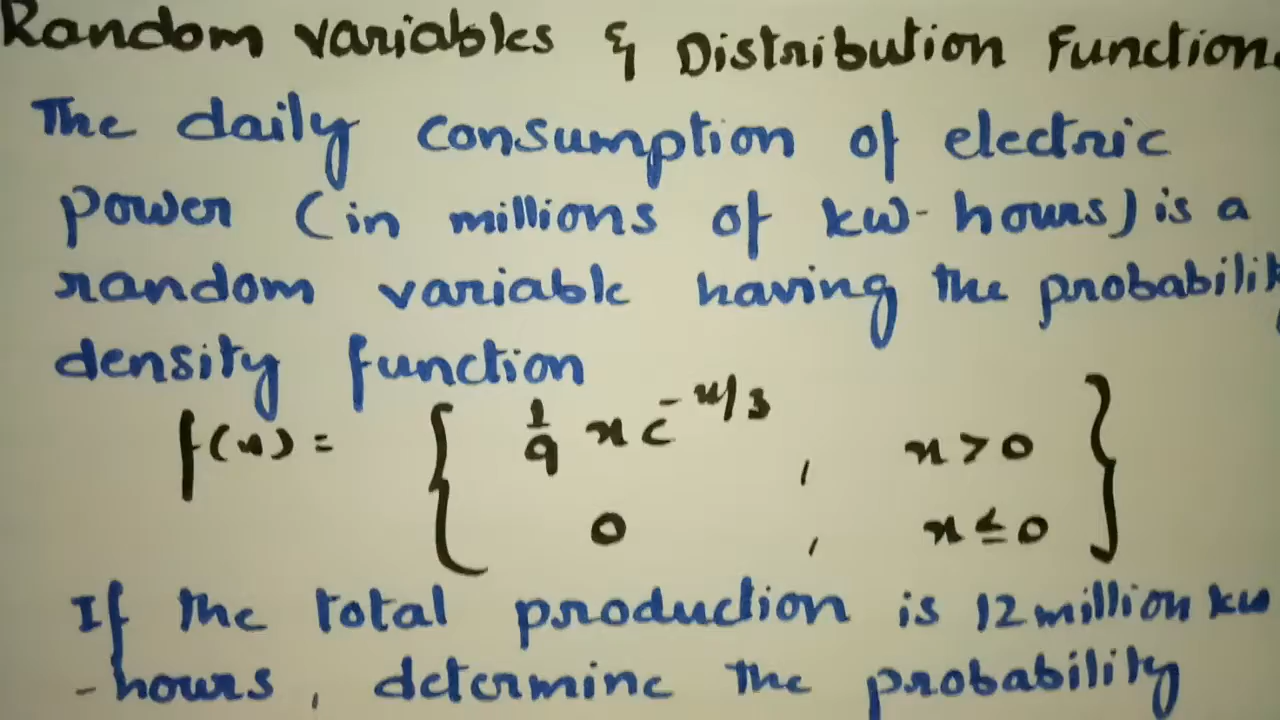 Random variables & Distribution Function
The daily consumption of electric
power (in millions of kw-hours) is a
random variable having the probabilit
density function
f(x) = { 1/9 x e^-x/3 , x > 0
0 , x ≤ 0 }
If the total production is 12 million kw
-hours, determine the probability